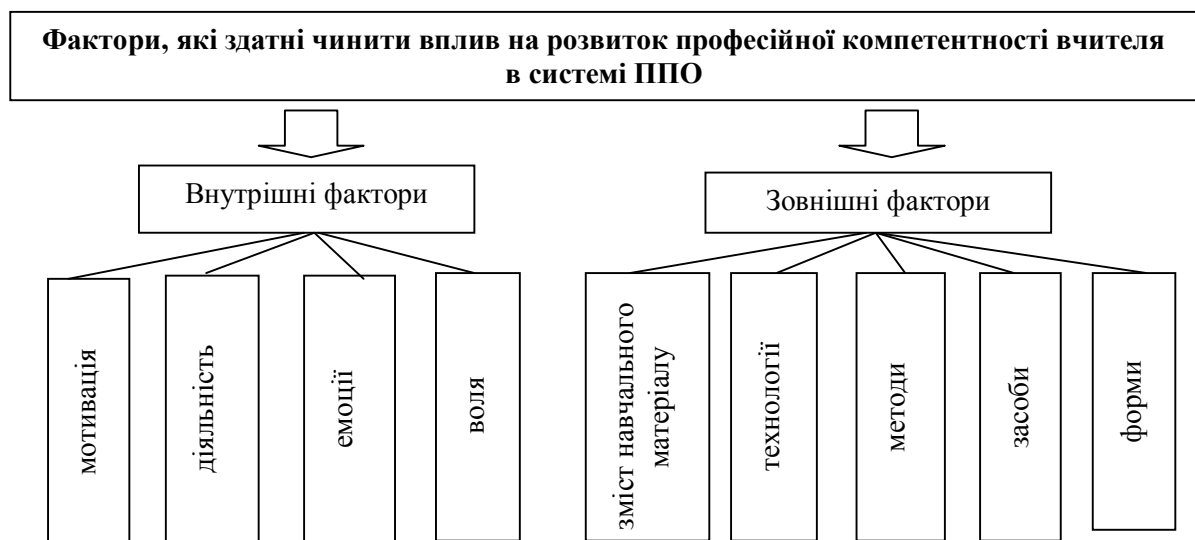 Фактори, які здатні чинити вплив на розвиток професійної компетентності вчителя
в системі ППО
Внутрішні фактори
Зовнішні фактори
мотивація
діяльність
емоції
воля
зміст навчального
матеріалу
технології
методи
засоби
форми